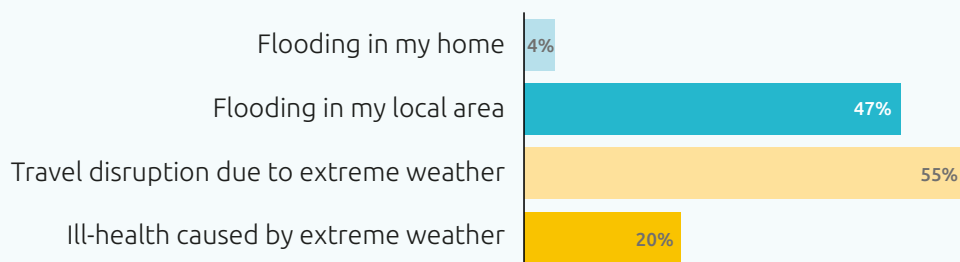 Flooding in my home 4%
Flooding in my local area 47%
Travel disruption due to extreme weather 55%
Ill-health caused by extreme weather 20%